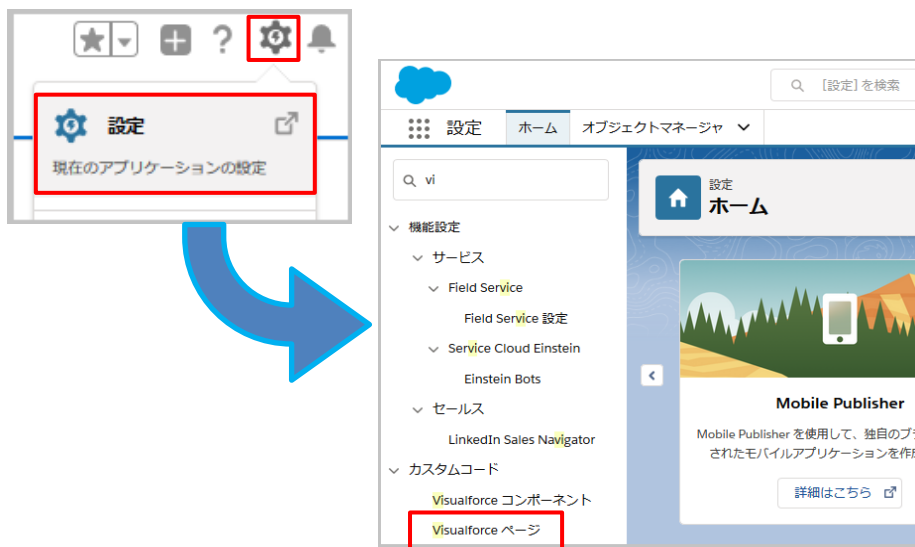 ?
設定
現在のアプリケーションの設定
[設定] を検索
設定
ホーム
オブジェクトマネージャ
vi
機能設定
サービス
Field Service
Field Service 設定
Service Cloud Einstein
Einstein Bots
セールス
LinkedIn Sales Navigator
カスタムコード
Visualforce コンポーネント
Visualforce ページ
設定
ホーム
Mobile Publisher
Mobile Publisher を使用して、独自のブ
されたモバイルアプリケーションを作
詳細はこちら